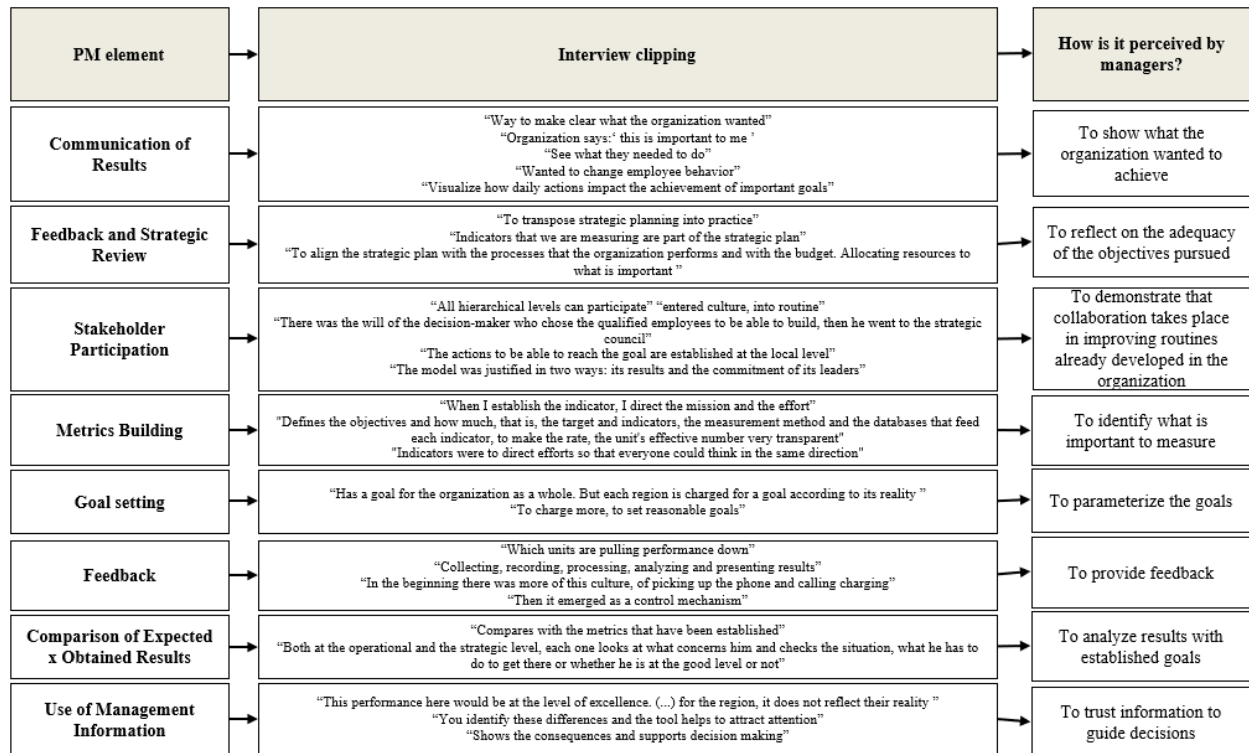 PM element
Interview clipping
How is it perceived by
managers?
Communication of
Results
“Way to make clear what the organization wanted”
“Organization says:‘ this is important to me ’
“See what they needed to do”
“Wanted to change employee behavior”
“Visualize how daily actions impact the achievement of important goals”
To show what the
organization wanted to
achieve
Feedback and Strategic
Review
“To transpose strategic planning into practice”
“Indicators that we are measuring are part of the strategic plan”
“To align the strategic plan with the processes that the organization performs and with the budget. Allocating resources to
what is important ”
To reflect on the adequacy
of the objectives pursued
Stakeholder
Participation
“All hierarchical levels can participate” “entered culture, into routine”
“There was the will of the decision-maker who chose the qualified employees to be able to build, then he went to the strategic
council”
“The actions to be able to reach the goal are established at the local level”
“The model was justified in two ways: its results and the commitment of its leaders”
To demonstrate that
collaboration takes place
in improving routines
already developed in the
organization
Metrics Building
“When I establish the indicator, I direct the mission and the effort”
"Defines the objectives and how much, that is, the target and indicators, the measurement method and the databases that feed
each indicator, to make the rate, the unit's effective number very transparent"
"Indicators were to direct efforts so that everyone could think in the same direction"
To identify what is
important to measure
Goal setting
“Has a goal for the organization as a whole. But each region is charged for a goal according to its reality ”
“To charge more, to set reasonable goals”
To parameterize the goals
Feedback
“Which units are pulling performance down”
“Collecting, recording, processing, analyzing and presenting results”
“In the beginning there was more of this culture, of picking up the phone and calling charging”
“Then it emerged as a control mechanism”
To provide feedback
Comparison of Expected
x Obtained Results
“Compares with the metrics that have been established”
“Both at the operational and the strategic level, each one looks at what concerns him and checks the situation, what he has to
do to get there or whether he is at the good level or not”
To analyze results with
established goals
Use of Management
Information
“This performance here would be at the level of excellence. (...) for the region, it does not reflect their reality ”
“You identify these differences and the tool helps to attract attention”
“Shows the consequences and supports decision making”
To trust information to
guide decisions